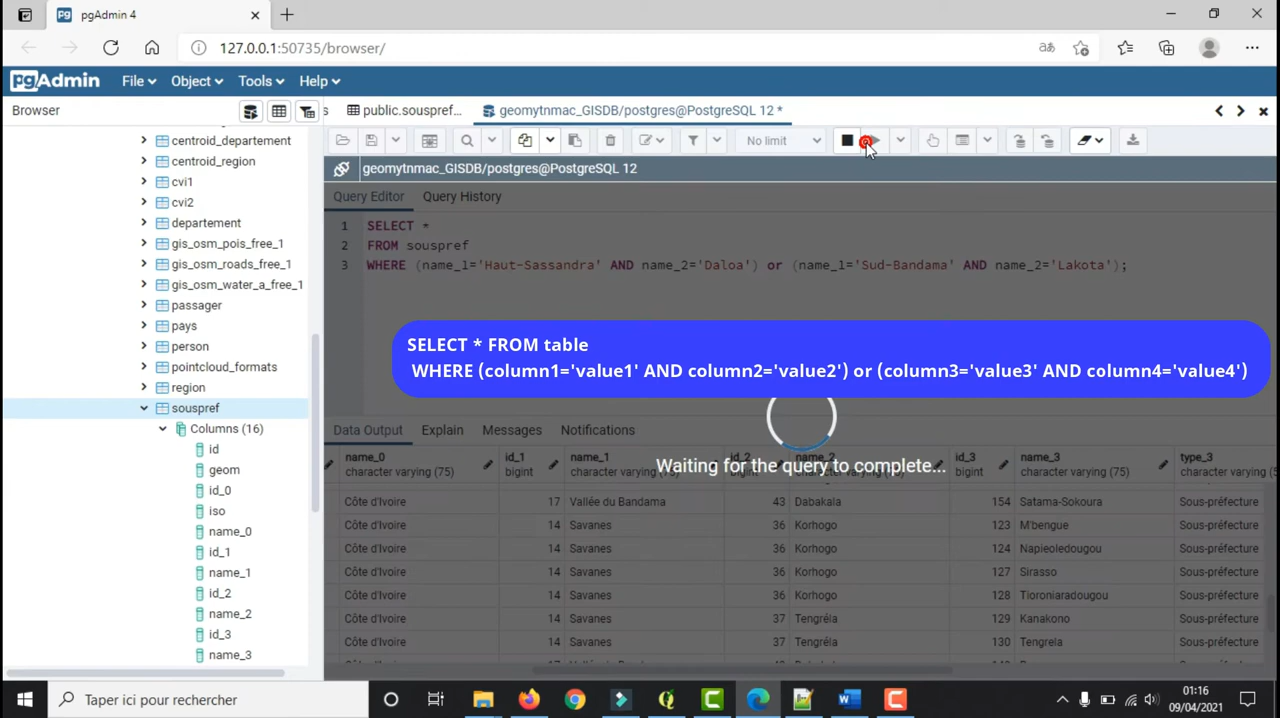 pgAdmin 4
127.0.0.1:50735/browser/
pgAdmin File Object Tools Help
Browser
public.souspref... geomytnmac_GISDB/postgres@PostgreSQL 12 *
No limit
geomytnmac_GISDB/postgres@PostgreSQL 12
Query Editor Query History
1 SELECT *
2 FROM souspref
3 WHERE (name_1='Haut-Sassandra' AND name_2='Daloa') or (name_1='Sud-Bandama' AND name_2='Lakota');
SELECT * FROM table
WHERE (column1='value1' AND column2='value2') or (column3='value3' AND column4='value4')
Waiting for the query to complete...
centroid_departement
centroid_region
cvi1
cvi2
departement
gis_osm_pois_free_1
gis_osm_roads_free_1
gis_osm_water_a_free_1
passager
pays
person
pointcloud_formats
region
souspref
Columns (16)
id
geom
id_0
iso
name_0
id_1
name_1
id_2
name_2
id_3
name_3
Data Output Explain Messages Notifications
name_0 id_1 name_1 id_2 name_2 id_3 name_3 type_3
character varying (75) bigint character varying (75) bigint character varying (75) bigint character varying (75) character varying (5
Côte d'Ivoire 17 Vallée du Bandama 43 Dabakala 154 Satama-Sokoura Sous-préfecture
Côte d'Ivoire 14 Savanes 36 Korhogo 123 M'bengue Sous-préfecture
Côte d'Ivoire 14 Savanes 36 Korhogo 124 Napieoledougou Sous-préfecture
Côte d'Ivoire 14 Savanes 36 Korhogo 127 Sirasso Sous-préfecture
Côte d'Ivoire 14 Savanes 36 Korhogo 128 Tioroniaradougou Sous-préfecture
Côte d'Ivoire 14 Savanes 37 Tengréla 129 Kanakono Sous-préfecture
Côte d'Ivoire 14 Savanes 37 Tengréla 130 Tengrela Sous-préfecture
Taper ici pour rechercher
01:16
09/04/2021